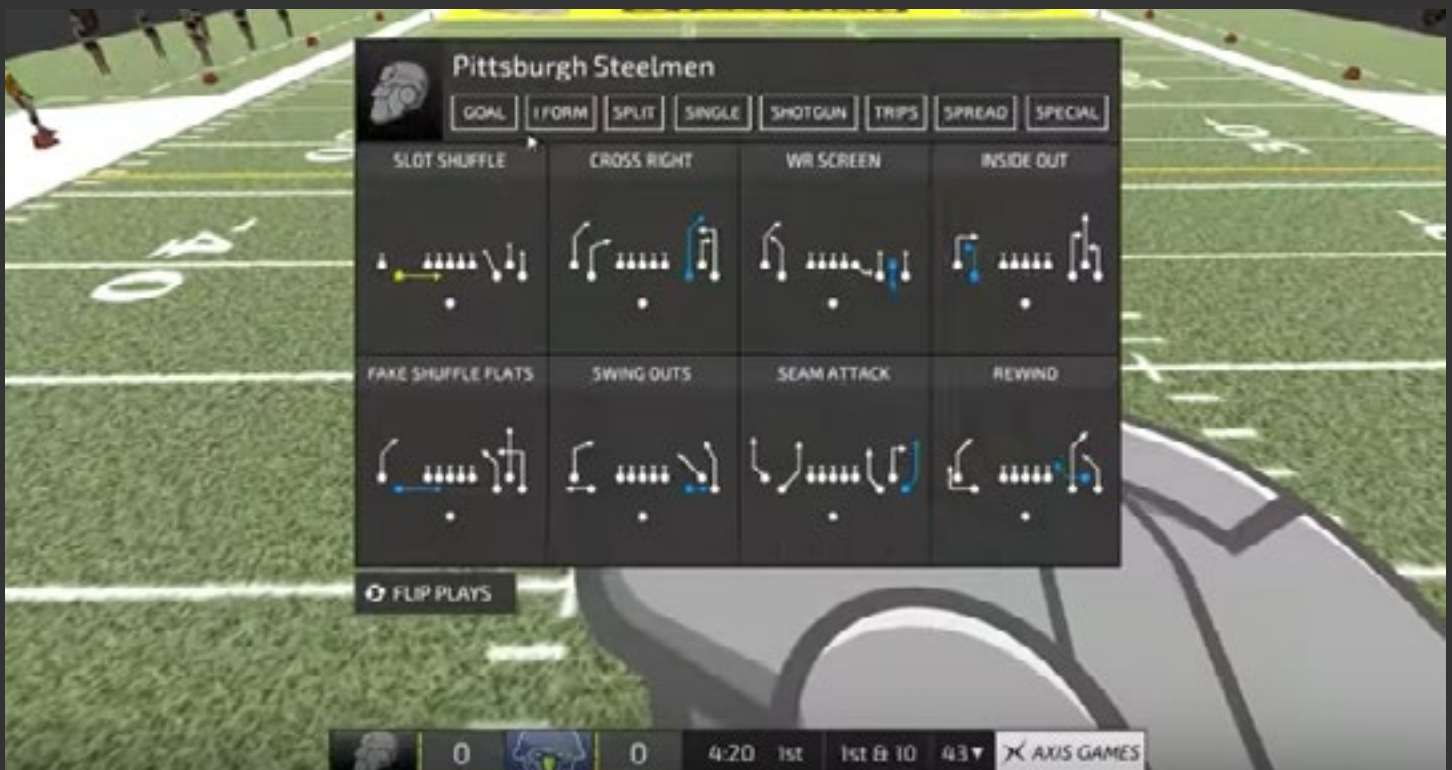 Pittsburgh Steelmen
GOAL I FORM SPLIT SINGLE SHOTGUN TRIPS SPREAD SPECIAL
SLOT SHUFFLE CROSS RIGHT WR SCREEN INSIDE OUT
FAKE SHUFFLE FLATS SWING OUTS SEAM ATTACK REWIND
FLIP PLAYS
0 4
0 0 4:20 1st 1st & 10 43▼ AXIS GAMES